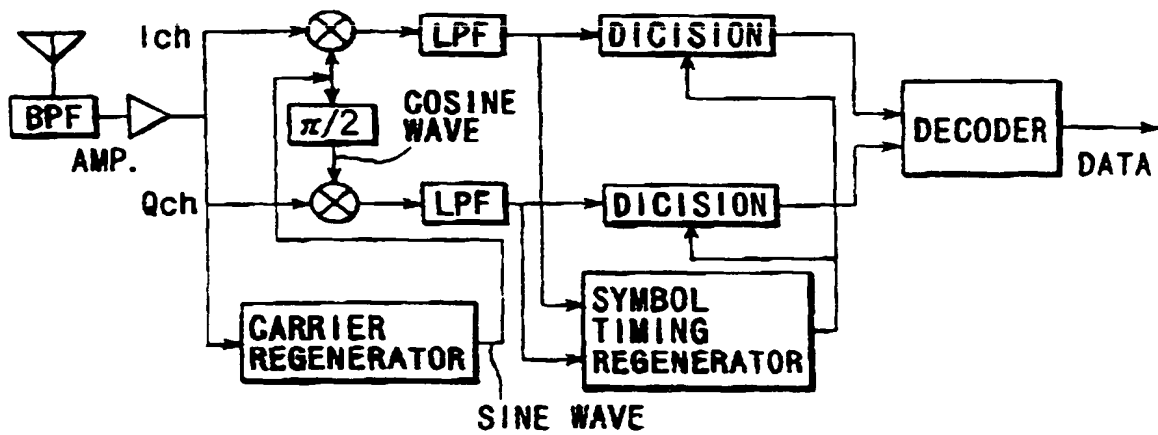 Ich
LPF
DICISION
BPF
AMP.
π/2
COSINE
WAVE
DECODER
DATA
Qch
LPF
DICISION
CARRIER
REGENERATOR
SYMBOL
TIMING
REGENERATOR
SINE WAVE